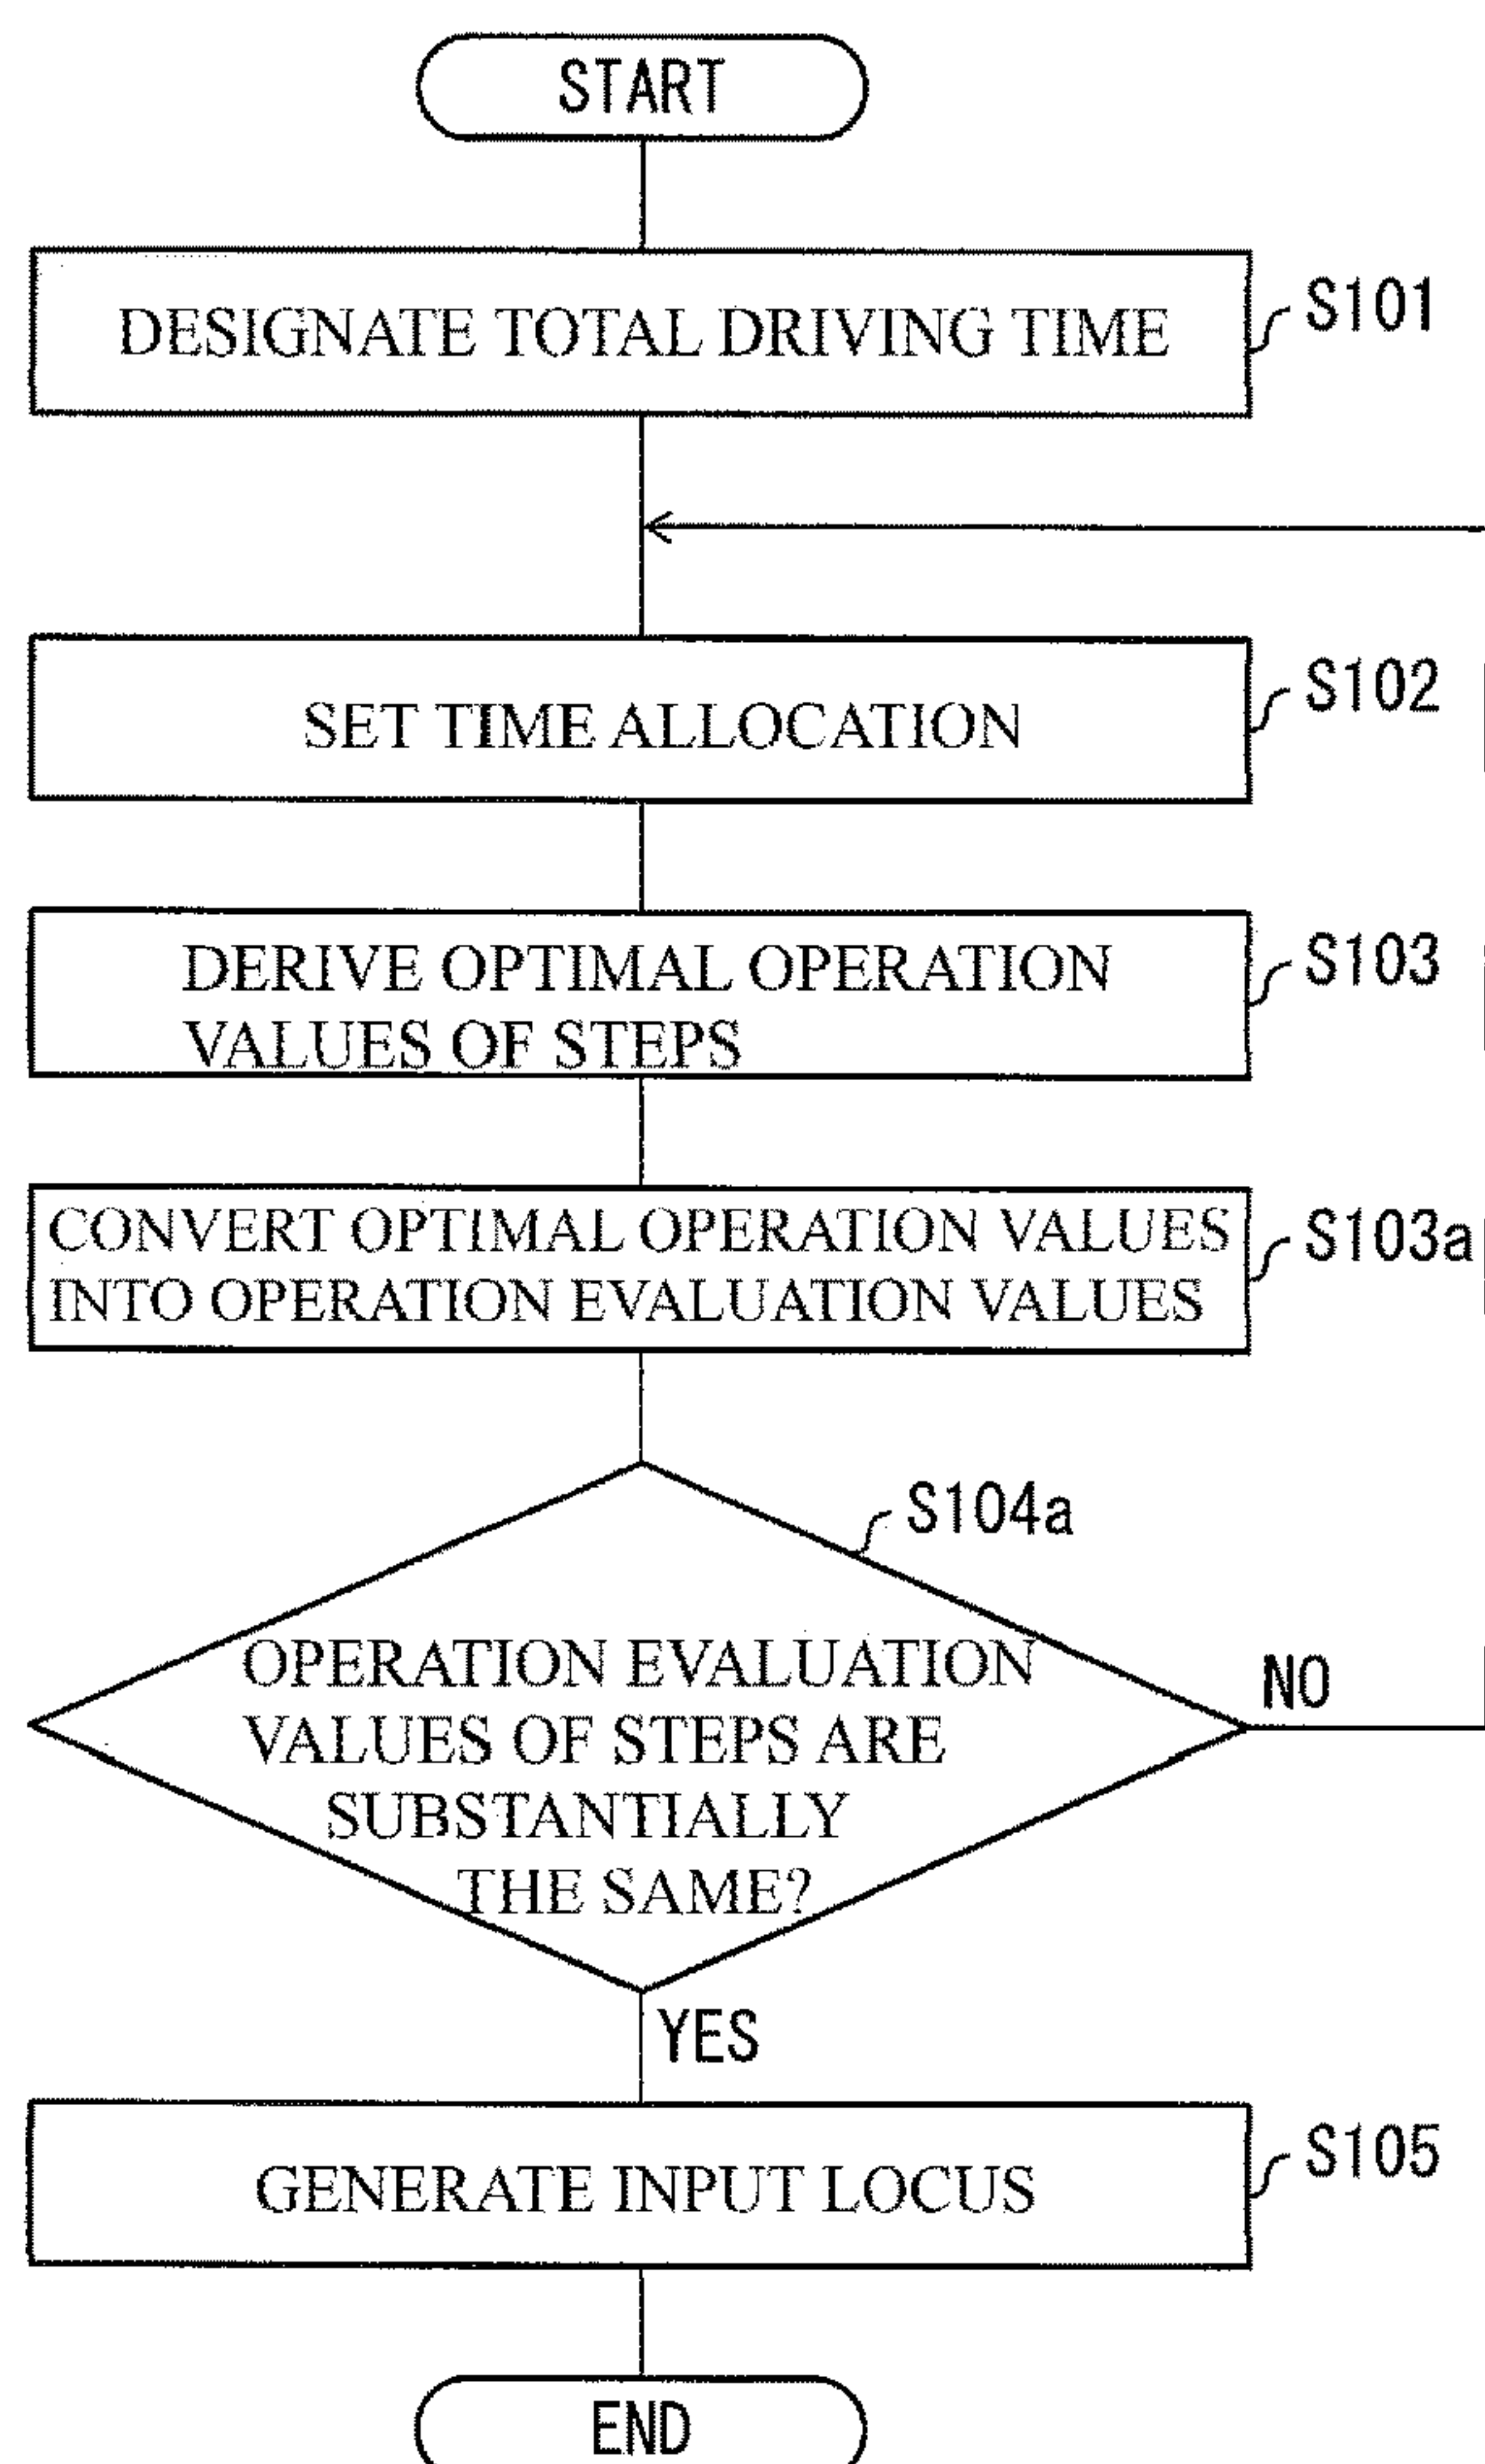 START
DESIGNATE TOTAL DRIVING TIME
S101
SET TIME ALLOCATION
S102
DERIVE OPTIMAL OPERATION
VALUES OF STEPS
S103
CONVERT OPTIMAL OPERATION VALUES
INTO OPERATION EVALUATION VALUES
S103a
S104a
OPERATION EVALUATION
VALUES OF STEPS ARE
SUBSTANTIALLY
THE SAME?
NO
YES
GENERATE INPUT LOCUS
S105
END